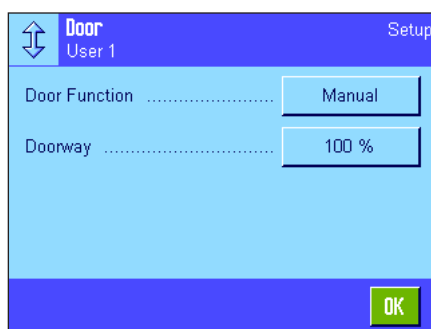 Door
Setup
User 1
Door Function ........................ Manual
Doorway ................................ 100 %
OK